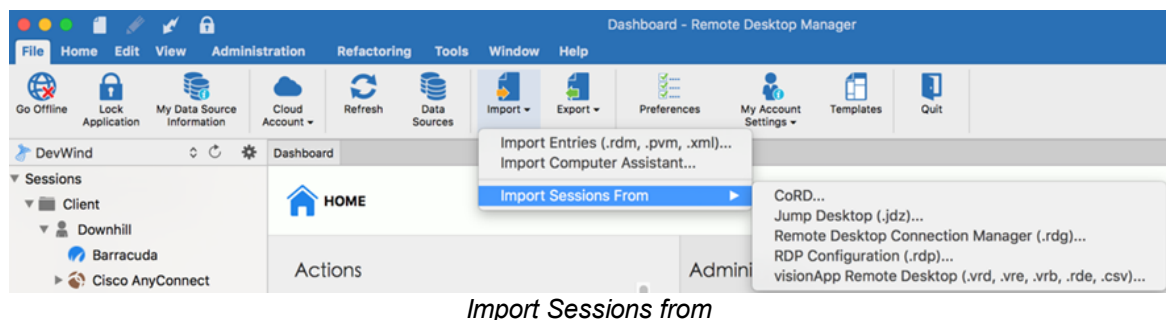 Dashboard - Remote Desktop Manager
File Home Edit View Administration Refactoring Tools Window Help
Go Offline
Lock Application
My Data Source Information
Cloud Account
Refresh
Data Sources
Import
Export
Preferences
My Account Settings
Templates
Quit
DevWind
Dashboard
Import Entries (.rdm, .pvm, .xml)...
Import Computer Assistant...
Import Sessions From
CoRD...
Jump Desktop (.jdz)...
Remote Desktop Connection Manager (.rdg)...
RDP Configuration (.rdp)...
visionApp Remote Desktop (.vrd, .vre, .vrb, .rde, .csv)...
Sessions
Client
Downhill
Barracuda
Cisco AnyConnect
HOME
Actions
Admini
Import Sessions from